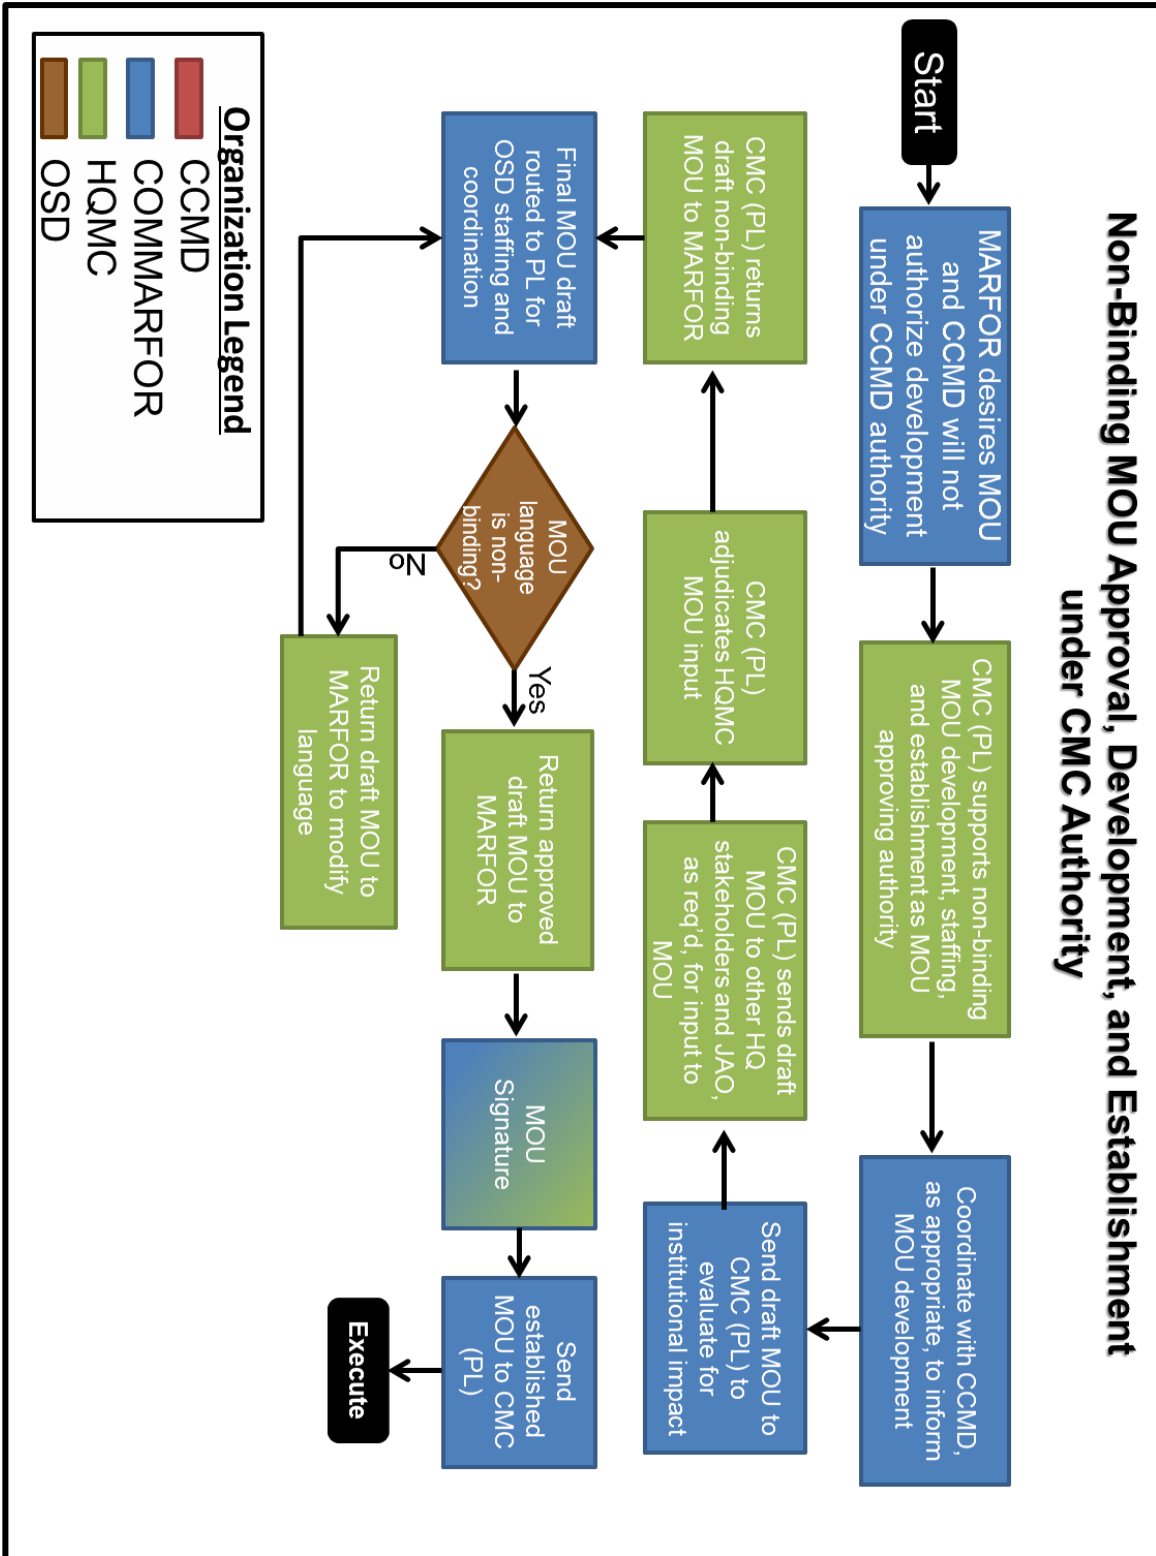 Non-Binding MOU Approval, Development, and Establishment
under CMC Authority
Start
MARFOR desires MOU
and CCMD will not
authorize development
under CCMD authority
CMC (PL) supports non-binding
MOU development, staffing,
and establishment as MOU
approving authority
Coordinate with CCMD,
as appropriate, to inform
MOU development
Send draft MOU to
CMC (PL) to
evaluate for
institutional impact
CMC (PL) sends draft
MOU to other HQ
stakeholders and JAO,
as req’d, for input to
MOU
CMC (PL)
adjudicates HQMC
MOU input
CMC (PL) returns
draft non-binding
MOU to MARFOR
Final MOU draft
routed to PL for
OSD staffing and
coordination
MOU
language
is non-
binding?
Yes
No
Return approved
draft MOU to
MARFOR
MOU
Signature
Send
established
MOU to CMC
(PL)
Return draft MOU to
MARFOR to modify
language
Execute
Organization Legend
CCMD
COMMARFOR
HQMC
OSD